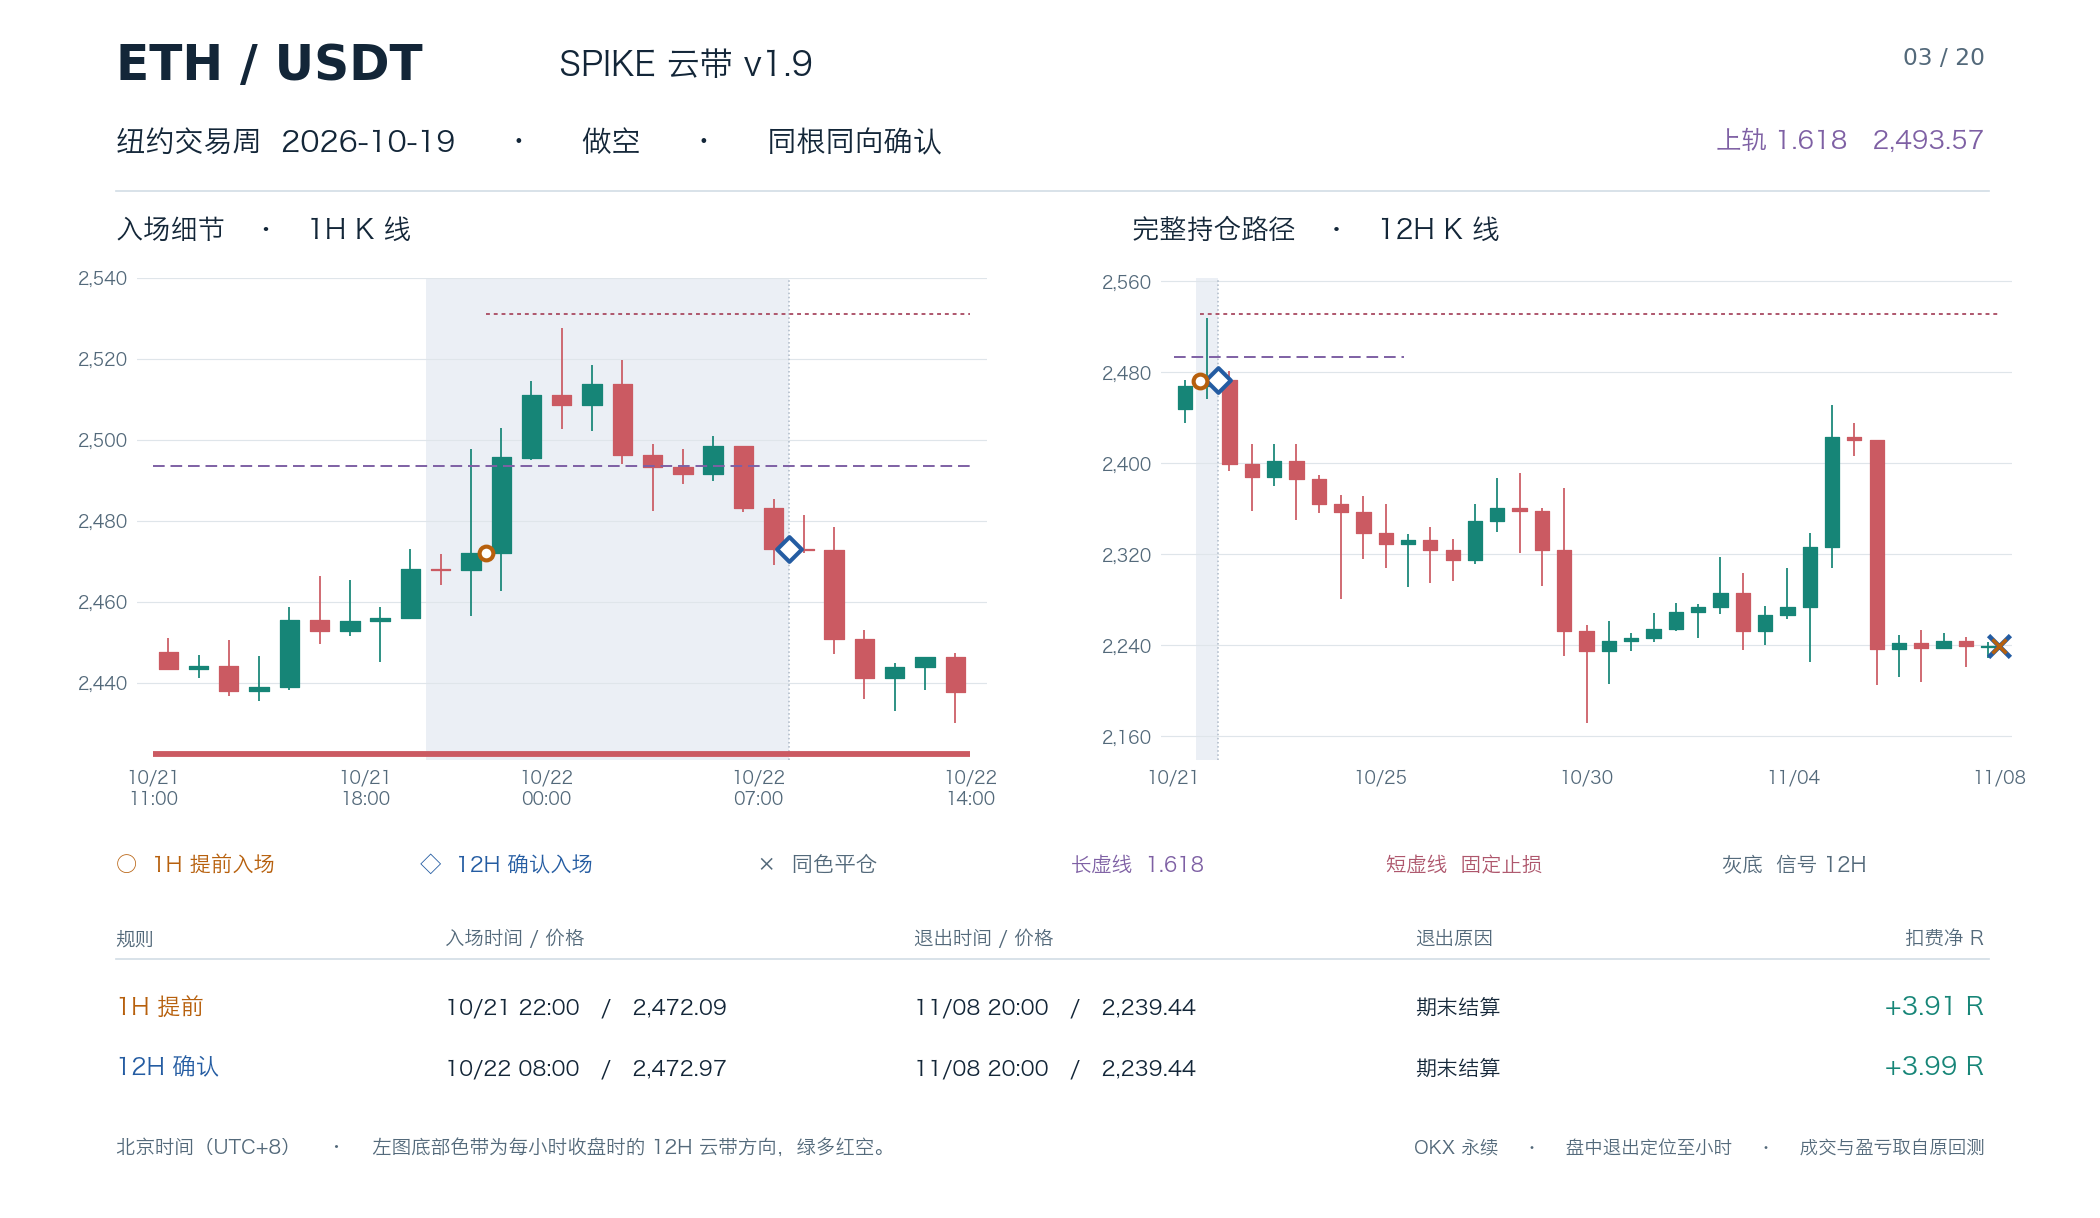 ETH / USDT SPIKE 云带 v1.9 03 / 20
纽约交易周 2026-10-19 · 做空 · 同根同向确认 上轨 1.618 2,493.57
入场细节 · 1H K 线
2,540
2,520
2,500
2,480
2,460
2,440
10/21 11:00
10/21 18:00
10/22 00:00
10/22 07:00
10/22 14:00
完整持仓路径 · 12H K 线
2,560
2,480
2,400
2,320
2,240
2,160
10/21 10/25 10/30 11/04 11/08
○ 1H 提前入场 ◇ 12H 确认入场 × 同色平仓 长虚线 1.618 短虚线 固定止损 灰底 信号 12H
规则 入场时间 / 价格 退出时间 / 价格 退出原因 扣费净 R
1H 提前 10/21 22:00 / 2,472.09 11/08 20:00 / 2,239.44 期末结算 +3.91 R
12H 确认 10/22 08:00 / 2,472.97 11/08 20:00 / 2,239.44 期末结算 +3.99 R
北京时间（UTC+8） · 左图底部色带为每小时收盘时的 12H 云带方向，绿多红空。 OKX 永续 · 盘中退出定位至小时 · 成交与盈亏取自原回测